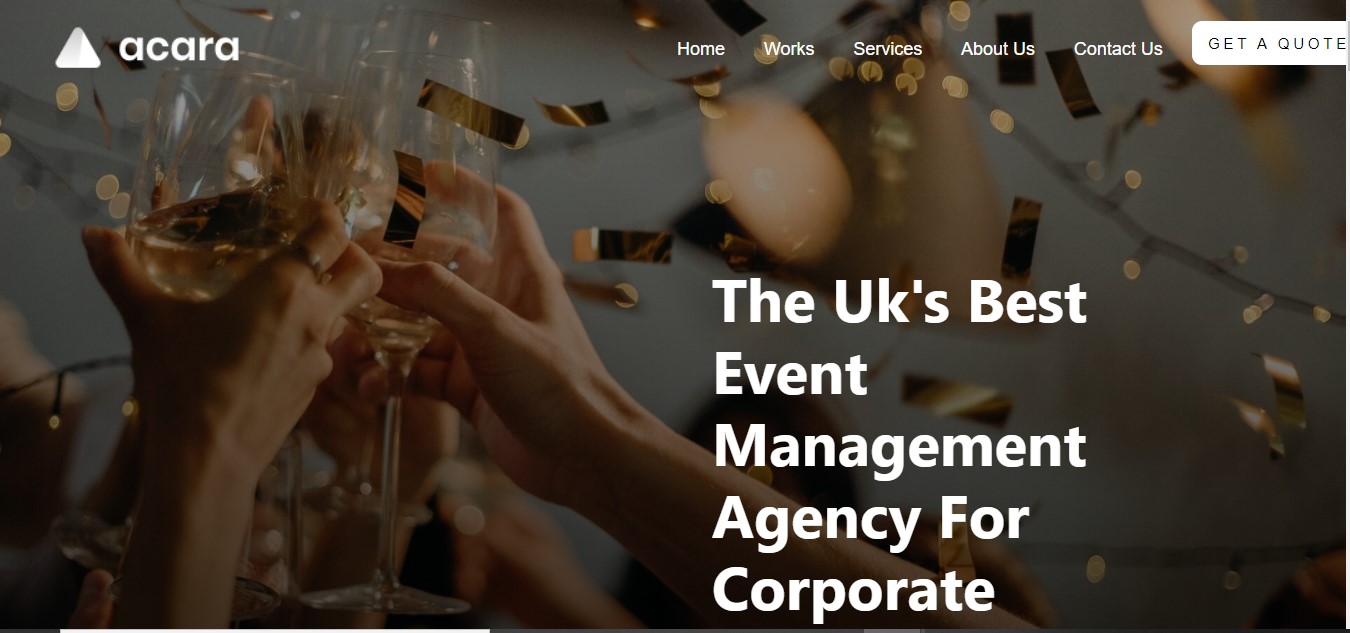 acara
Home Works Services About Us Contact Us GET A QUOTE
The Uk's Best
Event
Management
Agency For
Corporate